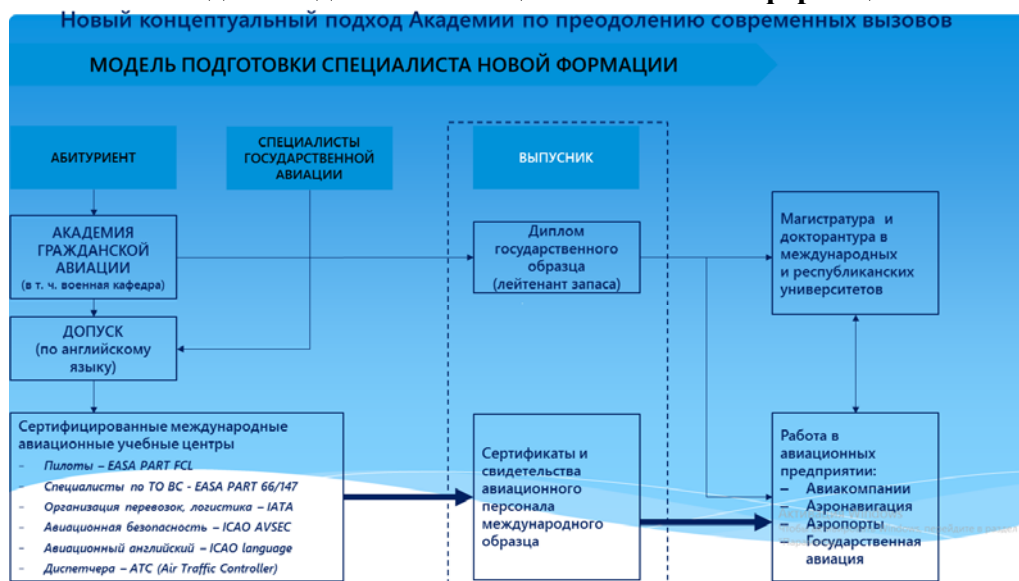 Новый концептуальный подход Академии по преодолению современных вызовов
МОДЕЛЬ ПОДГОТОВКИ СПЕЦИАЛИСТА НОВОЙ ФОРМАЦИИ
АБИТУРИЕНТ
СПЕЦИАЛИСТЫ
ГОСУДАРСТВЕННОЙ
АВИАЦИИ
ВЫПУСНИК
АКАДЕМИЯ
ГРАЖДАНСКОЙ
АВИАЦИИ
(в т. ч. военная кафедра)
Диплом
государственного
образца
(лейтенант запаса)
Магистратура и
докторантура в
международных
и республиканских
университетов
ДОПУСК
(по английскому
языку)
Сертифицированные международные
авиационные учебные центры
- Пилоты – EASA PART FCL
- Специалисты по ТО ВС - EASA PART 66/147
- Организация перевозок, логистика – IATA
- Авиационная безопасность – ICAO AVSEC
- Авиационный английский – ICAO language
- Диспетчера – ATC (Air Traffic Controller)
Сертификаты и
свидетельства
авиационного
персонала
международного
образца
Работа в
авиационных
предприятии:
– Авиакомпании
– Аэронавигация
– Аэропорты
– Государственная
авиация